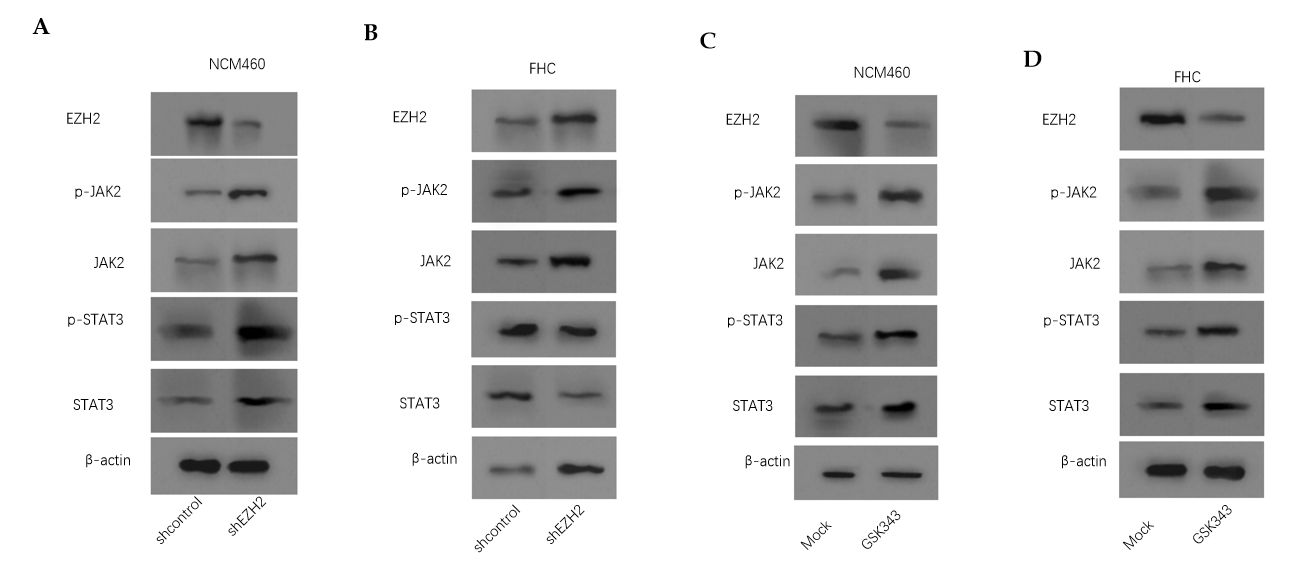 A
NCM460
EZH2
p-JAK2
JAK2
p-STAT3
STAT3
β-actin
shcontrol
shEZH2
B
FHC
EZH2
p-JAK2
JAK2
p-STAT3
STAT3
β-actin
shcontrol
shEZH2
C
NCM460
EZH2
p-JAK2
JAK2
p-STAT3
STAT3
β-actin
Mock
GSK343
D
FHC
EZH2
p-JAK2
JAK2
p-STAT3
STAT3
β-actin
Mock
GSK343